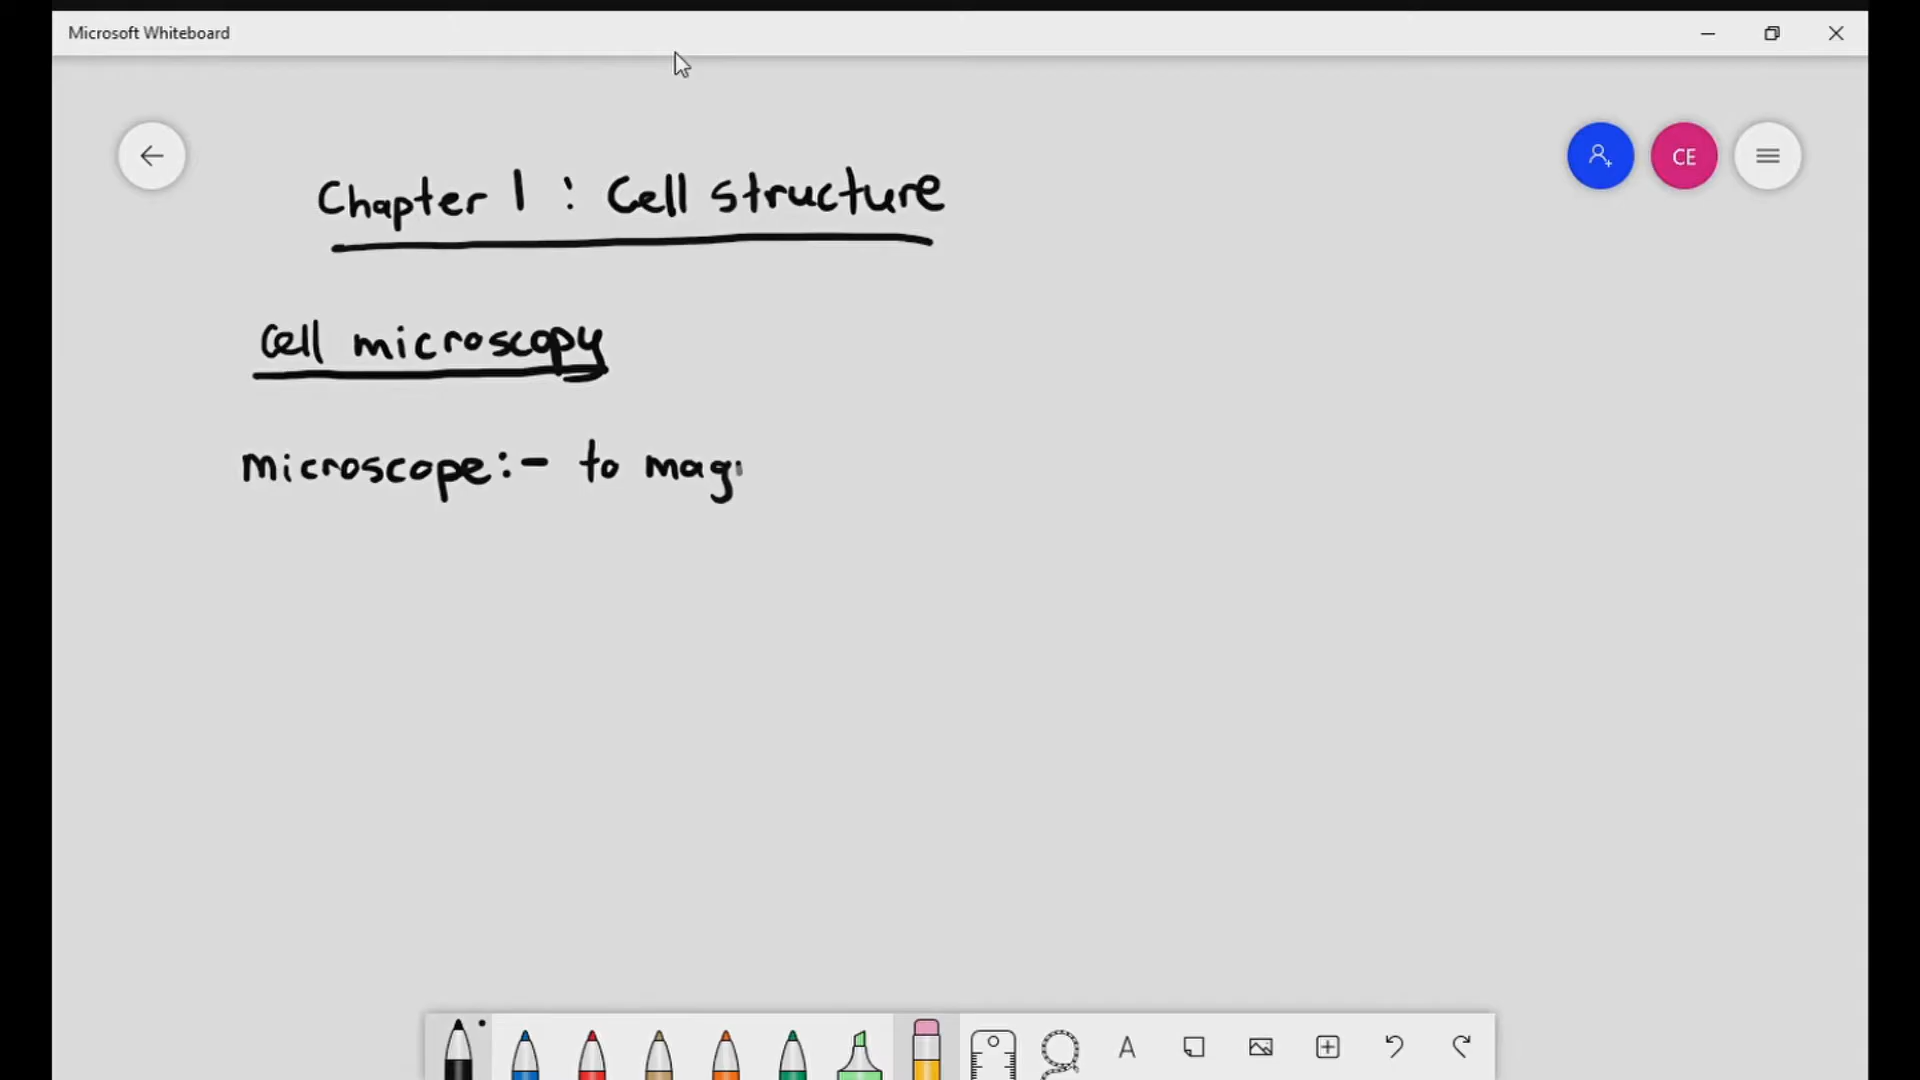 Microsoft Whiteboard
CE
Chapter 1 : Cell structure
Cell microscopy
microscope:- to mag
A